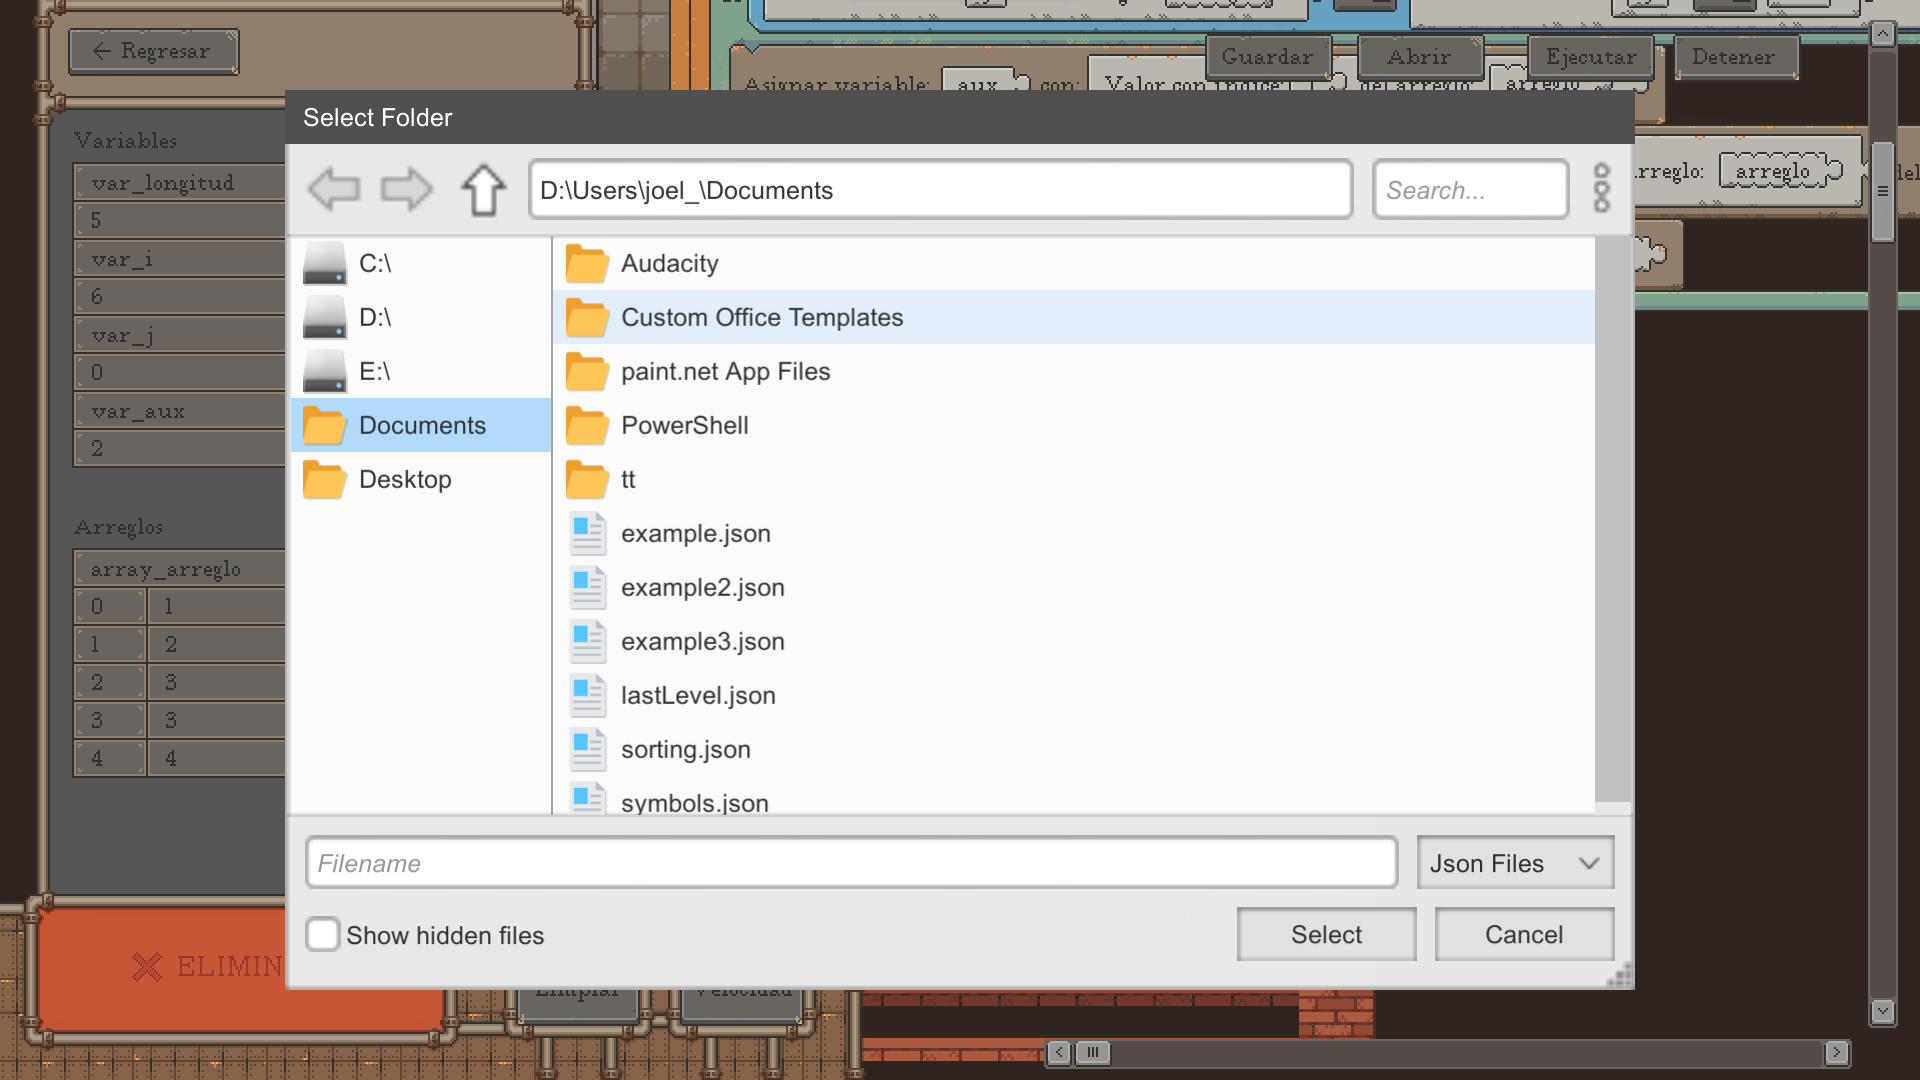 ← Regresar
Guardar
Abrir
Ejecutar
Detener
Asignar variable: aux con: Valor con índice: del arreglo: arreglo
Select Folder
Variables
var_longitud
5
var_i
6
var_j
0
var_aux
2
Arreglos
array_arreglo
0 1
1 2
2 3
3 3
4 4
D:\Users\joel_\Documents
Search...
rreglo: arreglo del
C:\
D:\
E:\
Documents
Desktop
Audacity
Custom Office Templates
paint.net App Files
PowerShell
tt
example.json
example2.json
example3.json
lastLevel.json
sorting.json
symbols.json
Filename
Json Files
Show hidden files
Select
Cancel
ELIMIN
Limpiar
Velocidad